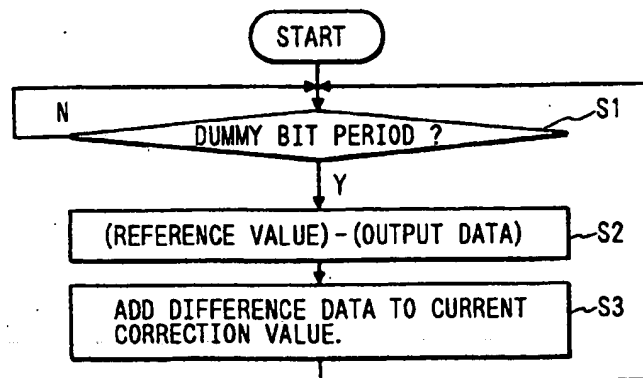 START
N
DUMMY BIT PERIOD ?
S1
Y
(REFERENCE VALUE)-(OUTPUT DATA)
S2
ADD DIFFERENCE DATA TO CURRENT
CORRECTION VALUE.
S3